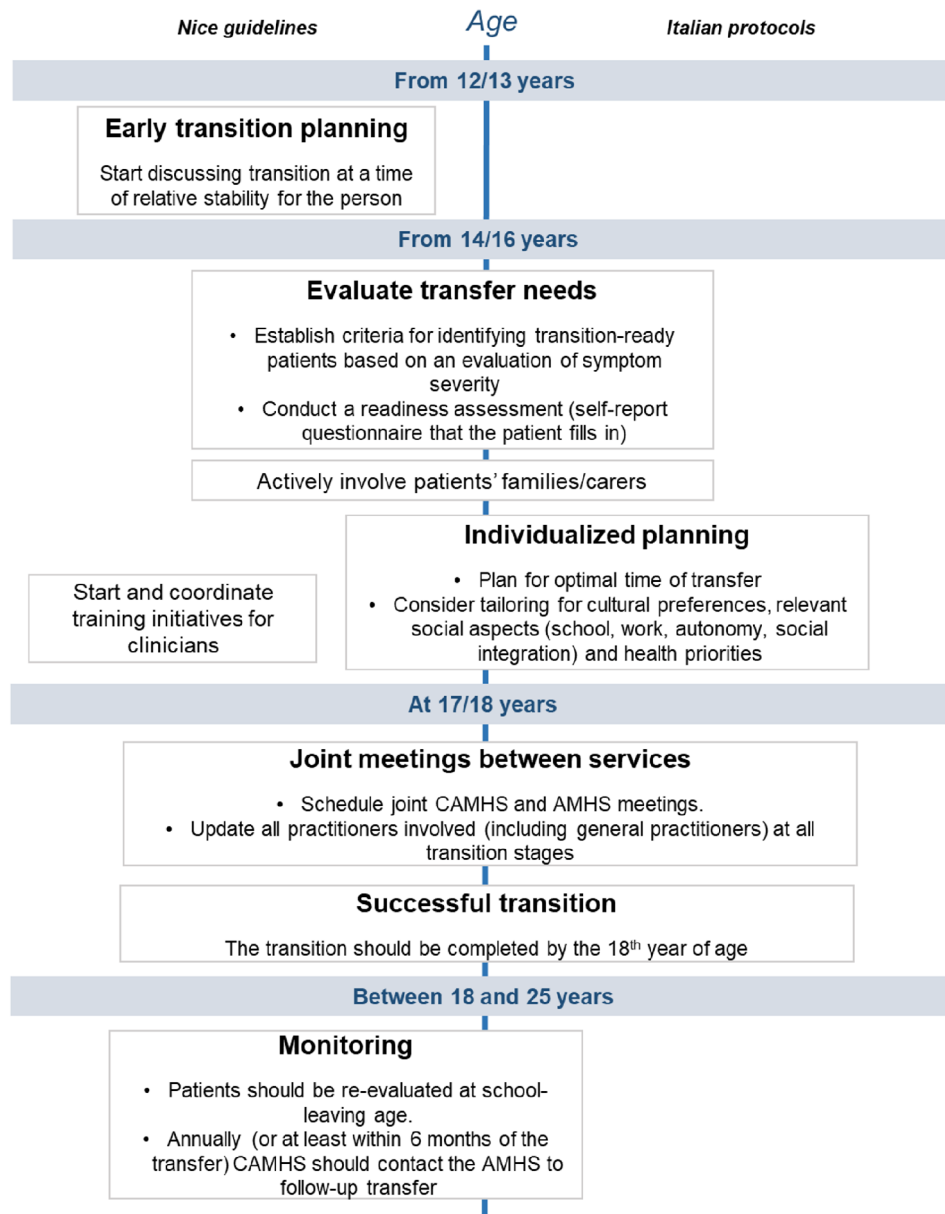 Nice guidelines
Age
Italian protocols
From 12/13 years
Early transition planning
Start discussing transition at a time
of relative stability for the person
From 14/16 years
Evaluate transfer needs
• Establish criteria for identifying transition-ready
patients based on an evaluation of symptom
severity
• Conduct a readiness assessment (self-report
questionnaire that the patient fills in)
Actively involve patients' families/carers
Individualized planning
• Plan for optimal time of transfer
• Consider tailoring for cultural preferences, relevant
social aspects (school, work, autonomy, social
integration) and health priorities
Start and coordinate
training initiatives for
clinicians
At 17/18 years
Joint meetings between services
• Schedule joint CAMHS and AMHS meetings.
• Update all practitioners involved (including general practitioners) at all
transition stages
Successful transition
The transition should be completed by the 18th year of age
Between 18 and 25 years
Monitoring
• Patients should be re-evaluated at school-
leaving age.
• Annually (or at least within 6 months of the
transfer) CAMHS should contact the AMHS to
follow-up transfer